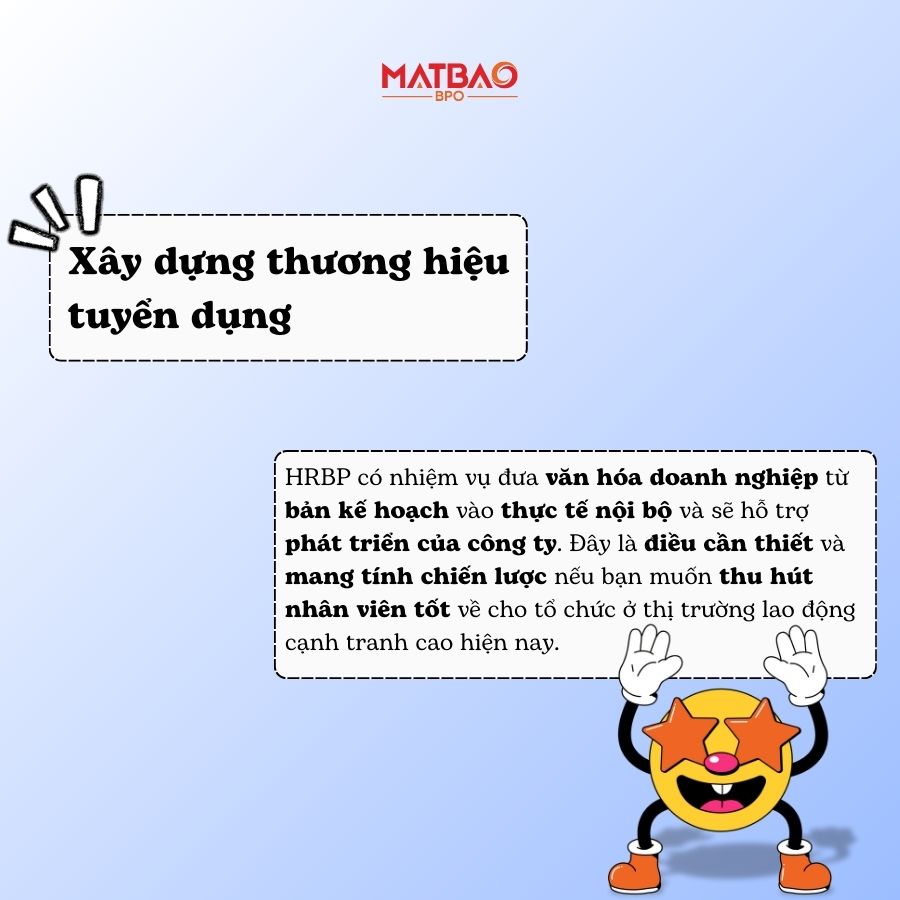 MATBAO
BPO
Xây dựng thương hiệu
tuyển dụng
HRBP có nhiệm vụ đưa văn hóa doanh nghiệp từ
bản kế hoạch vào thực tế nội bộ và sẽ hỗ trợ
phát triển của công ty. Đây là điều cần thiết và
mang tính chiến lược nếu bạn muốn thu hút
nhân viên tốt về cho tổ chức ở thị trường lao động
cạnh tranh cao hiện nay.